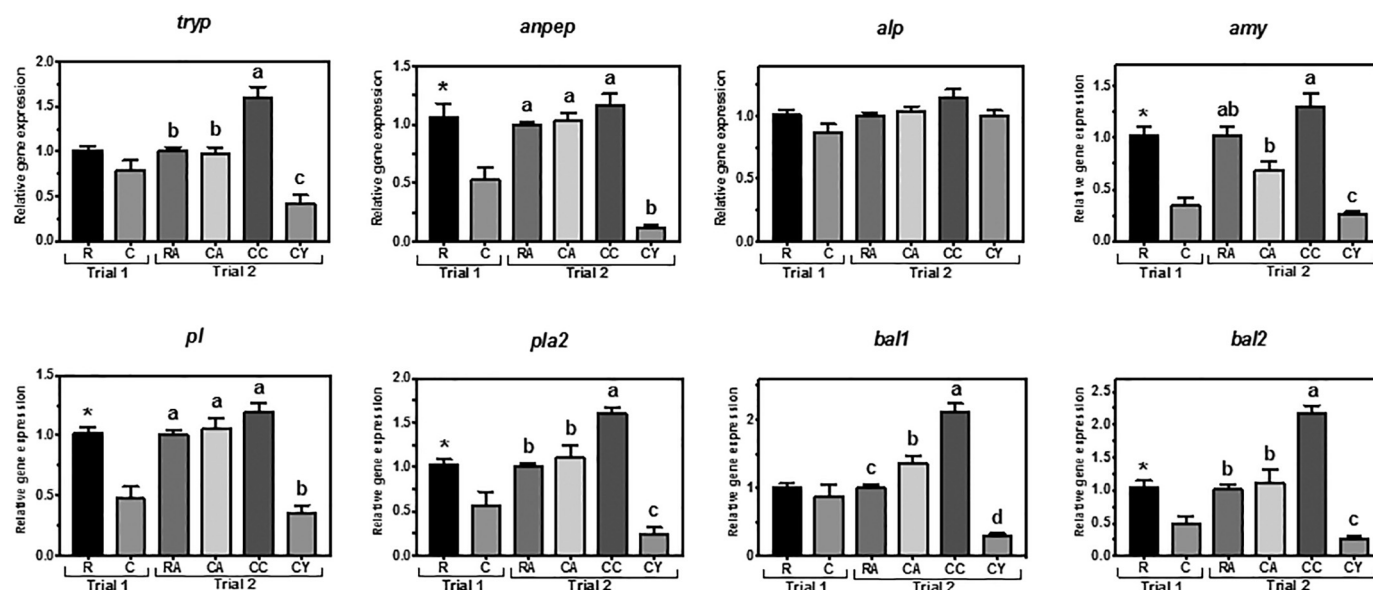 tryp
Relative gene expression
2.0
1.5
1.0
0.5
0.0
*
b
b
a
c
R C RA CA CC CY
Trial 1 Trial 2
anpep
Relative gene expression
1.5
1.0
0.5
0.0
*
a
a
a
b
R C RA CA CC CY
Trial 1 Trial 2
alp
Relative gene expression
1.5
1.0
0.5
0.0
R C RA CA CC CY
Trial 1 Trial 2
amy
Relative gene expression
1.5
1.0
0.5
0.0
*
ab
b
a
c
R C RA CA CC CY
Trial 1 Trial 2
pl
Relative gene expression
1.5
1.0
0.5
0.0
*
a
a
a
b
R C RA CA CC CY
Trial 1 Trial 2
pla2
Relative gene expression
2.0
1.5
1.0
0.5
0.0
*
b
b
a
c
R C RA CA CC CY
Trial 1 Trial 2
bal1
Relative gene expression
2
1
0
c
b
a
d
R C RA CA CC CY
Trial 1 Trial 2
bal2
Relative gene expression
2.5
2.0
1.5
1.0
0.5
0.0
*
b
b
a
c
R C RA CA CC CY
Trial 1 Trial 2